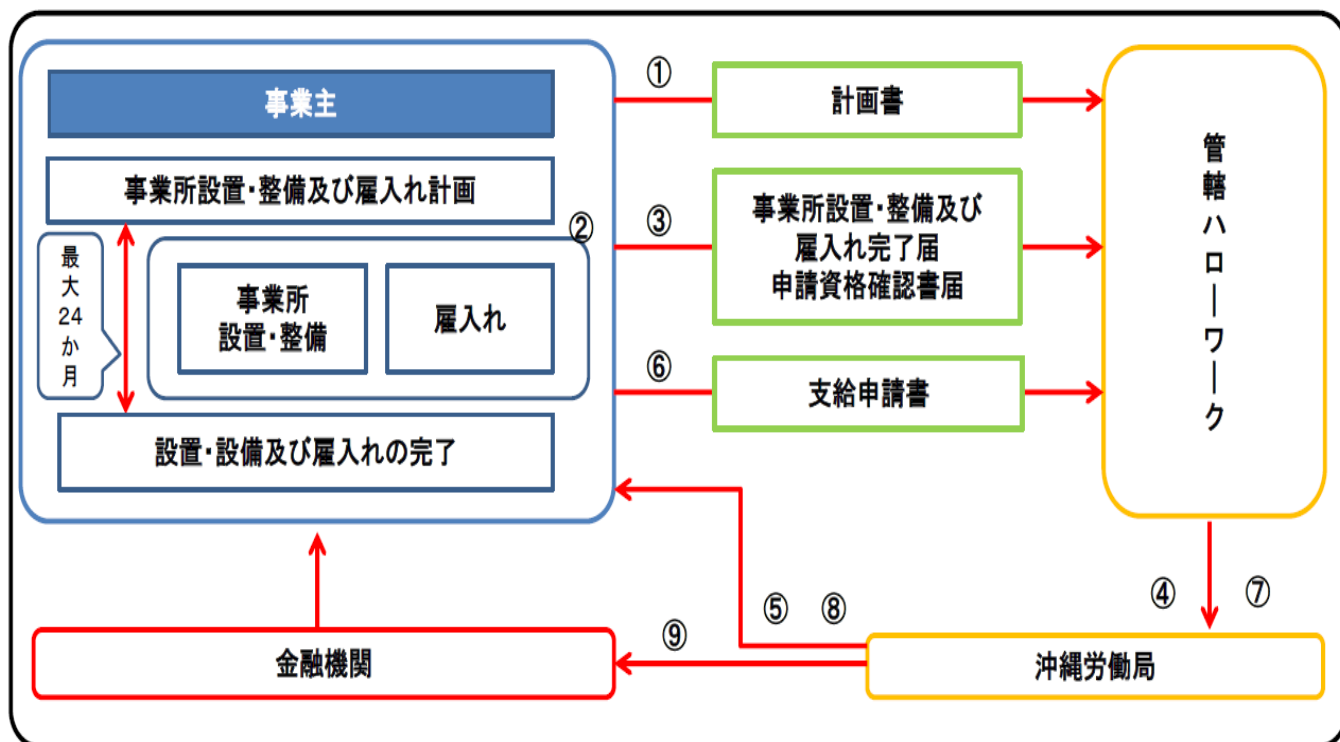 事業主
事業所設置・整備及び雇入れ計画
最
大
24
か
月
②
事業所
設置・整備
雇入れ
設置・設備及び雇入れの完了
①
計画書
③
事業所設置・整備及び
雇入れ完了届
申請資格確認書届
⑥
支給申請書
管
轄
ハ
ロ
ー
ワ
ー
ク
④
⑦
⑤
⑧
⑨
金融機関
沖縄労働局